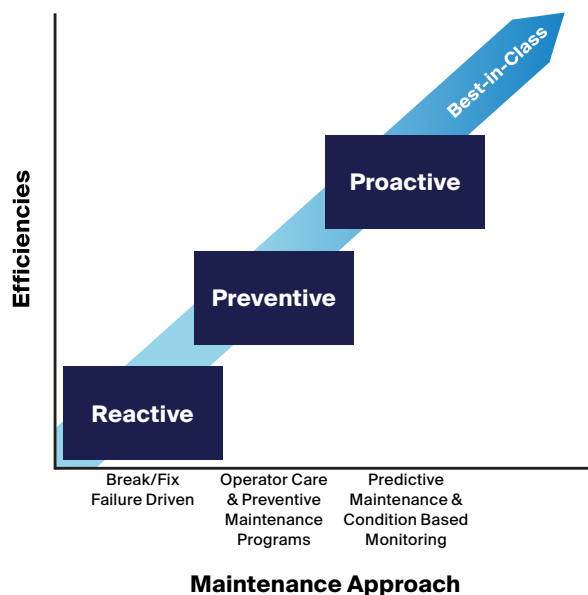 Best-in-Class
Proactive
Efficiencies
Preventive
Reactive
Break/Fix
Failure Driven
Operator Care
& Preventive
Maintenance
Programs
Predictive
Maintenance &
Condition Based
Monitoring
Maintenance Approach